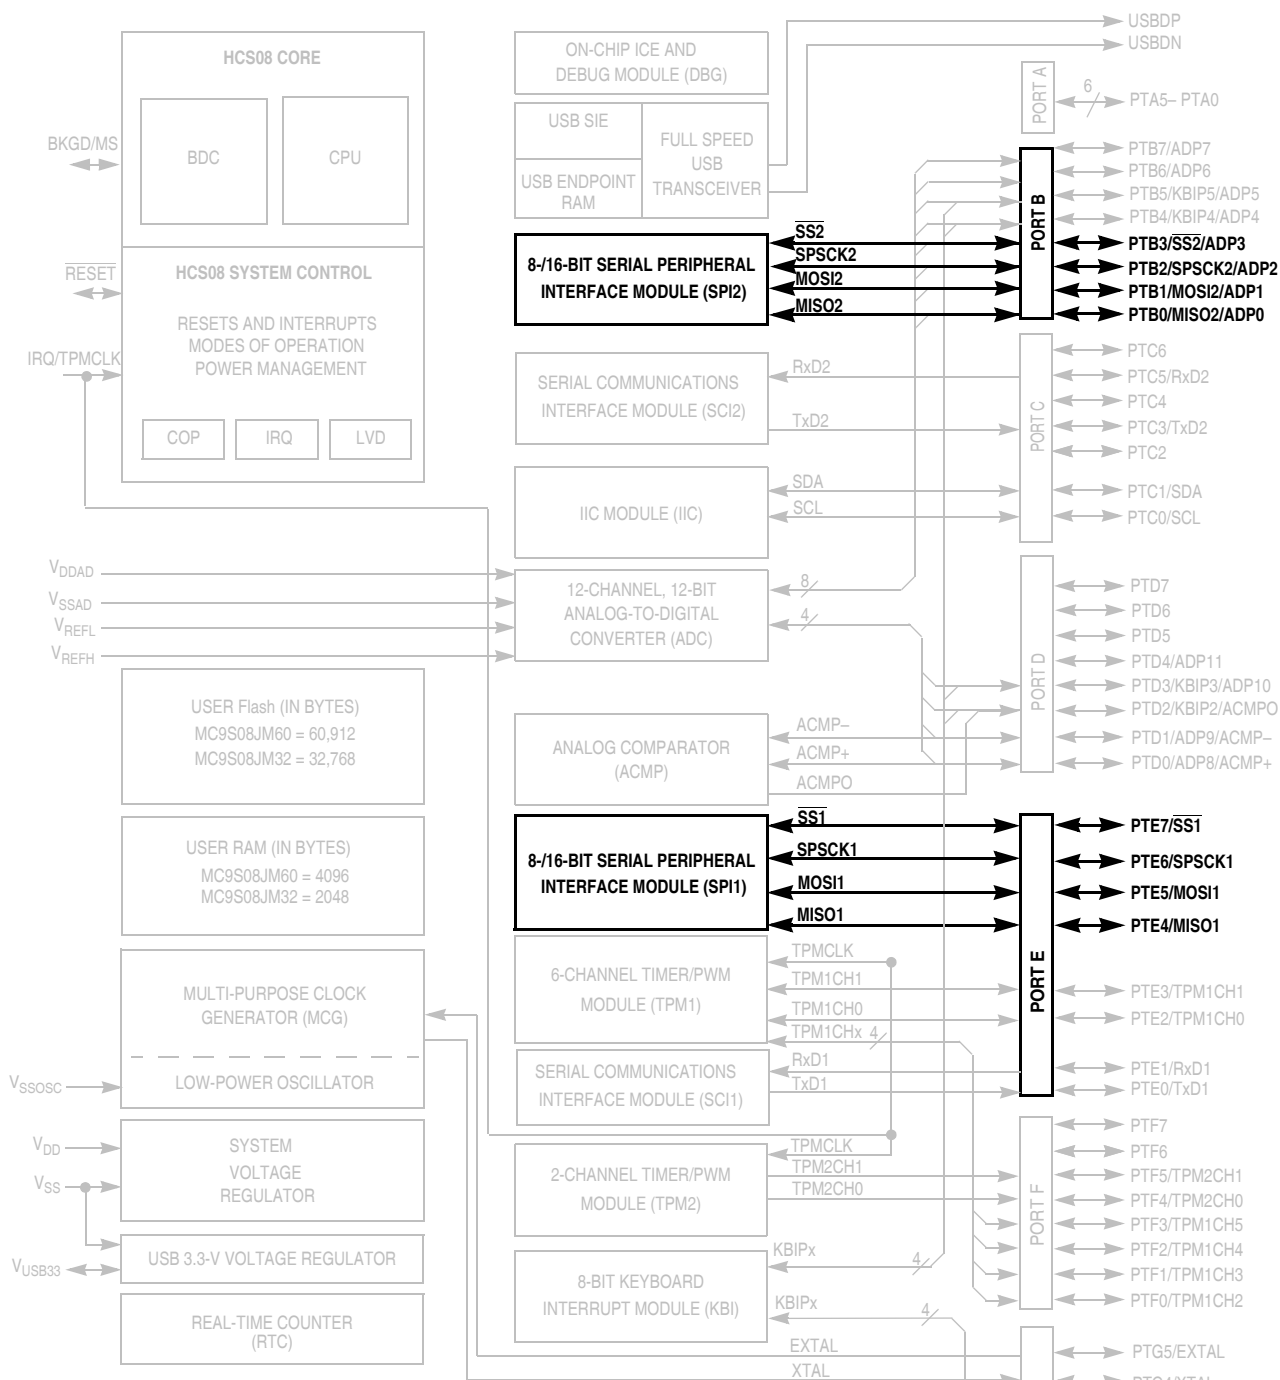 HCS08 CORE
BDC
CPU
BKGD/MS
HCS08 SYSTEM CONTROL
RESET
RESETS AND INTERRUPTS
MODES OF OPERATION
POWER MANAGEMENT
IRQ/TPMCLK
COP
IRQ
LVD
VDDAD
VSSAD
VREFL
VREFH
USER Flash (IN BYTES)
MC9S08JM60 = 60,912
MC9S08JM32 = 32,768
USER RAM (IN BYTES)
MC9S08JM60 = 4096
MC9S08JM32 = 2048
MULTI-PURPOSE CLOCK
GENERATOR (MCG)
LOW-POWER OSCILLATOR
VSSOSC
VDD
VSS
SYSTEM
VOLTAGE
REGULATOR
VUSB33
USB 3.3-V VOLTAGE REGULATOR
REAL-TIME COUNTER
(RTC)
ON-CHIP ICE AND
DEBUG MODULE (DBG)
USB SIE
USB ENDPOINT
RAM
FULL SPEED
USB
TRANSCEIVER
8-/16-BIT SERIAL PERIPHERAL
INTERFACE MODULE (SPI2)
SS2
SPSCK2
MOSI2
MISO2
SERIAL COMMUNICATIONS
INTERFACE MODULE (SCI2)
RxD2
TxD2
IIC MODULE (IIC)
SDA
SCL
12-CHANNEL, 12-BIT
ANALOG-TO-DIGITAL
CONVERTER (ADC)
8
4
ANALOG COMPARATOR
(ACMP)
ACMP–
ACMP+
ACMPO
8-/16-BIT SERIAL PERIPHERAL
INTERFACE MODULE (SPI1)
SS1
SPSCK1
MOSI1
MISO1
6-CHANNEL TIMER/PWM
MODULE (TPM1)
TPMCLK
TPM1CH1
TPM1CH0
TPM1CHx 4
SERIAL COMMUNICATIONS
INTERFACE MODULE (SCI1)
RxD1
TxD1
2-CHANNEL TIMER/PWM
MODULE (TPM2)
TPMCLK
TPM2CH1
TPM2CH0
8-BIT KEYBOARD
INTERRUPT MODULE (KBI)
KBIPx
4
KBIPx
4
EXTAL
XTAL
USBDP
USBDN
PORT A
6
PTA5– PTA0
PORT B
PTB7/ADP7
PTB6/ADP6
PTB5/KBIP5/ADP5
PTB4/KBIP4/ADP4
PTB3/SS2/ADP3
PTB2/SPSCK2/ADP2
PTB1/MOSI2/ADP1
PTB0/MISO2/ADP0
PORT C
PTC6
PTC5/RxD2
PTC4
PTC3/TxD2
PTC2
PTC1/SDA
PTC0/SCL
PORT D
PTD7
PTD6
PTD5
PTD4/ADP11
PTD3/KBIP3/ADP10
PTD2/KBIP2/ACMPO
PTD1/ADP9/ACMP–
PTD0/ADP8/ACMP+
PORT E
PTE7/SS1
PTE6/SPSCK1
PTE5/MOSI1
PTE4/MISO1
PTE3/TPM1CH1
PTE2/TPM1CH0
PTE1/RxD1
PTE0/TxD1
PORT F
PTF7
PTF6
PTF5/TPM2CH1
PTF4/TPM2CH0
PTF3/TPM1CH5
PTF2/TPM1CH4
PTF1/TPM1CH3
PTF0/TPM1CH2
PTG5/EXTAL